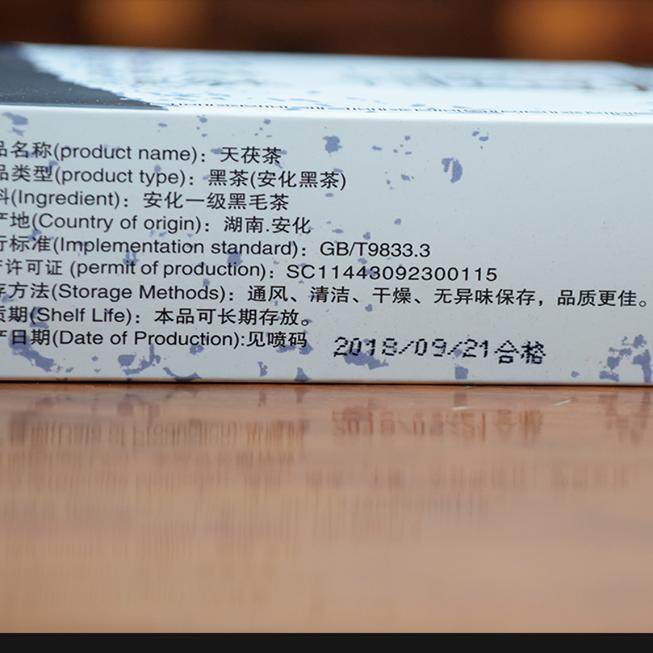 品名称(product name): 天茯茶
品类型(product type): 黑茶(安化黑茶)
料(Ingredient): 安化一级黑毛茶
产地(Country of origin): 湖南.安化
行标准(Implementation standard): GB/T9833.3
许可证 (permit of production): SC11443092300115
存方法(Storage Methods): 通风、清洁、干燥、无异味保存，品质更佳。
质期(Shelf Life): 本品可长期存放。
产日期(Date of Production):见喷码 2018/09/21合格